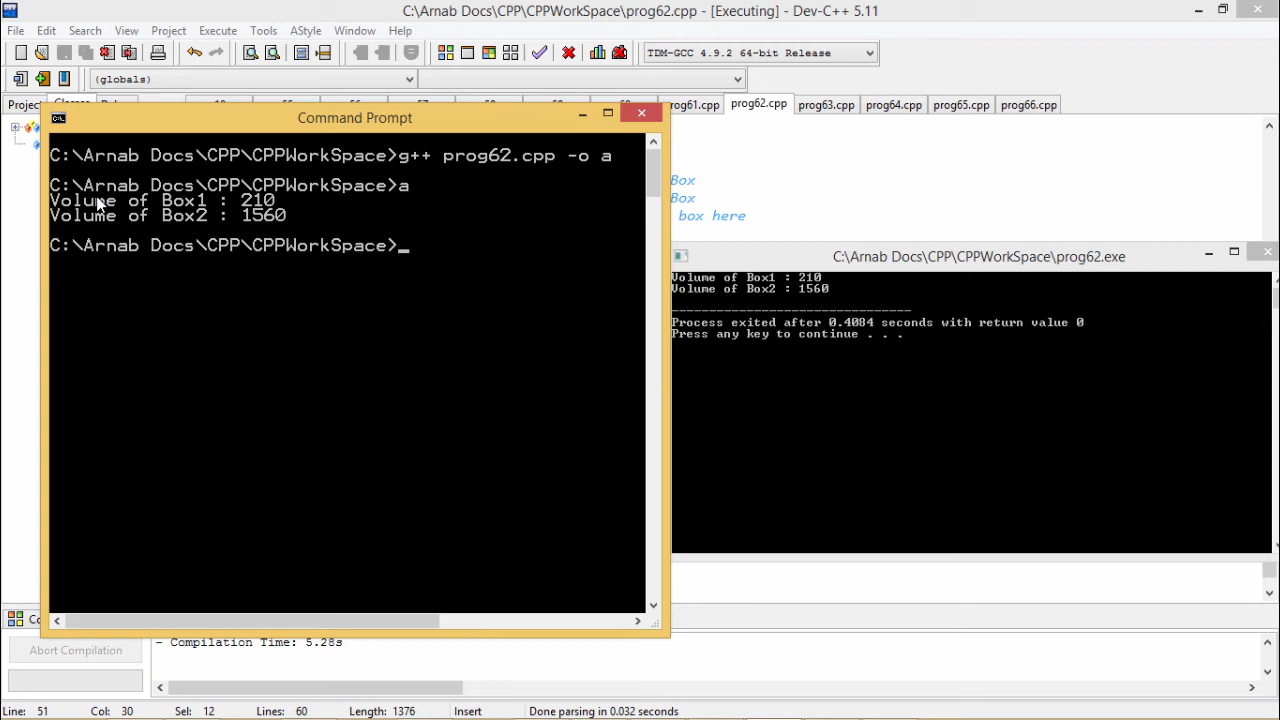 C:\Arnab Docs\CPP\CPPWorkSpace\prog62.cpp - [Executing] - Dev-C++ 5.11
File Edit Search View Project Execute Tools AStyle Window Help
TDM-GCC 4.9.2 64-bit Release
(globals)
prog61.cpp prog62.cpp prog63.cpp prog64.cpp prog65.cpp prog66.cpp
Command Prompt
C:\Arnab Docs\CPP\CPPWorkSpace>g++ prog62.cpp -o a
C:\Arnab Docs\CPP\CPPWorkSpace>a
Volume of Box1 : 210
Volume of Box2 : 1560
C:\Arnab Docs\CPP\CPPWorkSpace>_
Box
Box
box here
C:\Arnab Docs\CPP\CPPWorkSpace\prog62.exe
Volume of Box1 : 210
Volume of Box2 : 1560
--------------------------------
Process exited after 0.4084 seconds with return value 0
Press any key to continue . . .
Abort Compilation
- Compilation Time: 5.28s
Line: 51 Col: 30 Sel: 12 Lines: 60 Length: 1376 Insert Done parsing in 0.032 seconds